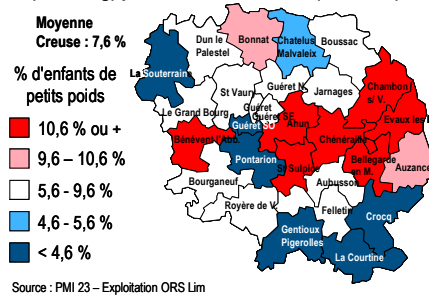 Moyenne
Creuse : 7,6 %
% d'enfants de
petits poids
10,6 % ou +
9,6 – 10,6 %
5,6 - 9,6 %
4,6 - 5,6 %
< 4,6 %
Dun le
Palestel
Bonnat
Chatelus
Malvaleix
Boussac
La Souterraine
Chambon
s/ V.
St Vaury
Guéret N.
Jarnages
Evaux les
Le Grand Bourg
Guéret
Guéret SE
Guéret SO
Ahun
Chénérailles
Bénévent-l'Abb.
Pontarion
St Sulpice
Bellegarde
en M.
Auzance
Bourganeuf
Aubusson
Royère de V.
Felletin
Crocq
Gentioux
Pigerolles
La Courtine
Source : PMI 23 – Exploitation ORS Lim